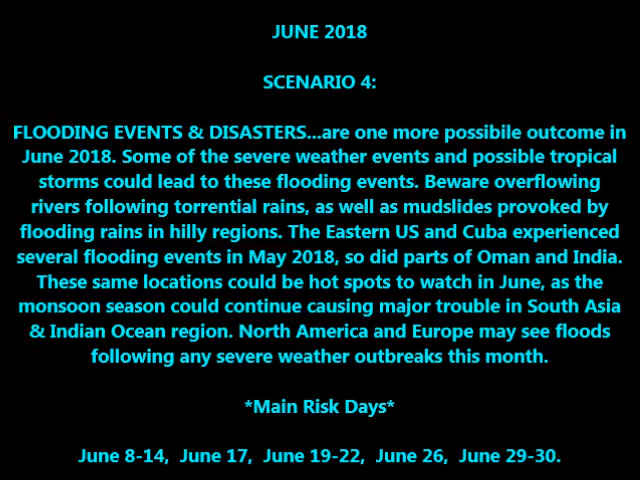 JUNE 2018
SCENARIO 4:
FLOODING EVENTS & DISASTERS...are one more possibile outcome in
June 2018. Some of the severe weather events and possible tropical
storms could lead to these flooding events. Beware overflowing
rivers following torrential rains, as well as mudslides provoked by
flooding rains in hilly regions. The Eastern US and Cuba experienced
several flooding events in May 2018, so did parts of Oman and India.
These same locations could be hot spots to watch in June, as the
monsoon season could continue causing major trouble in South Asia
& Indian Ocean region. North America and Europe may see floods
following any severe weather outbreaks this month.
*Main Risk Days*
June 8-14,  June 17,  June 19-22,  June 26,  June 29-30.